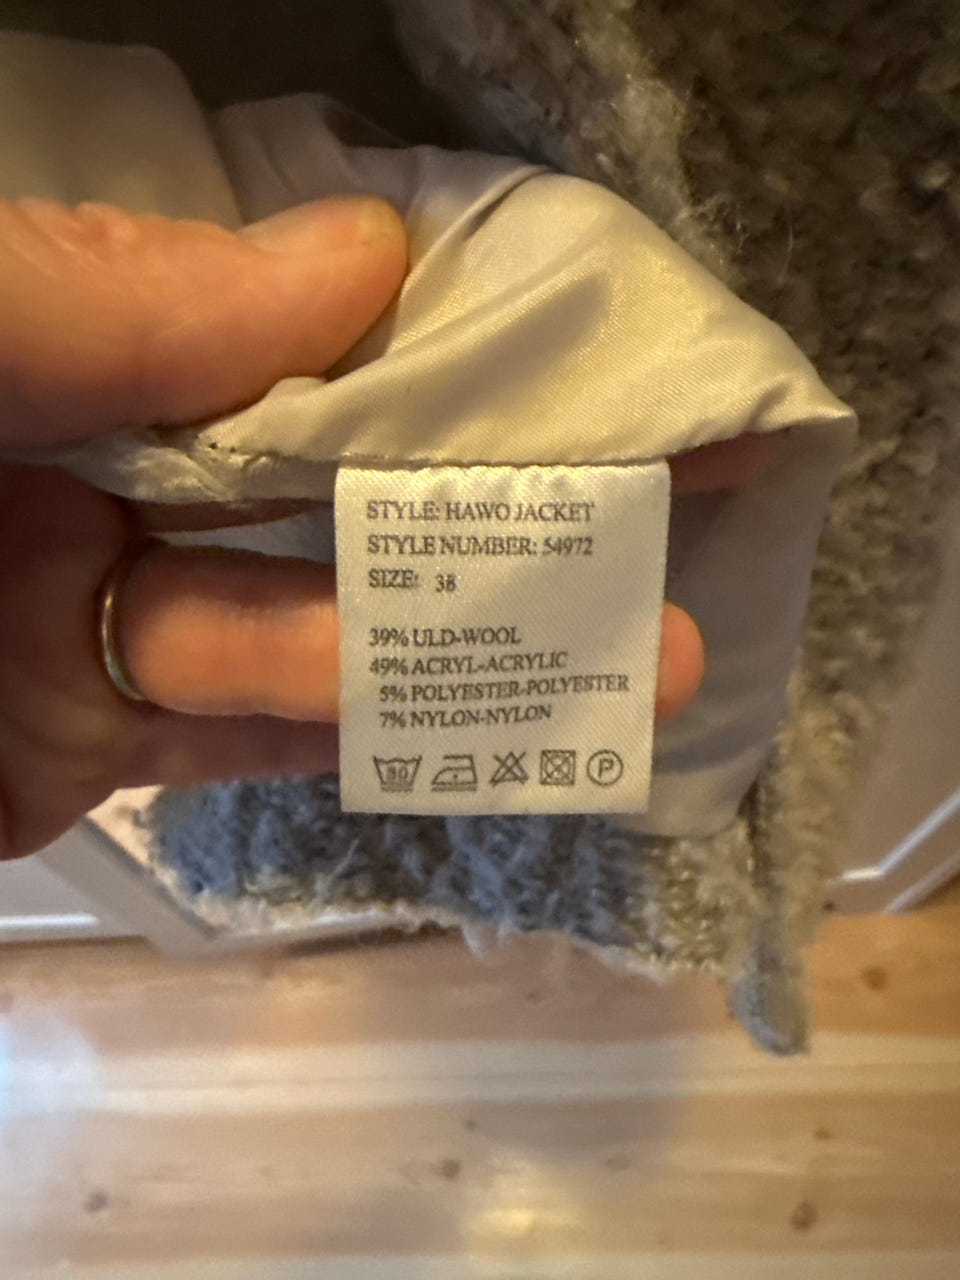 STYLE: HAWO JACKET
STYLE NUMBER: 54972
SIZE: 38
39% ULD-WOOL
49% ACRYL-ACRYLIC
5% POLYESTER-POLYESTER
7% NYLON-NYLON
30 P